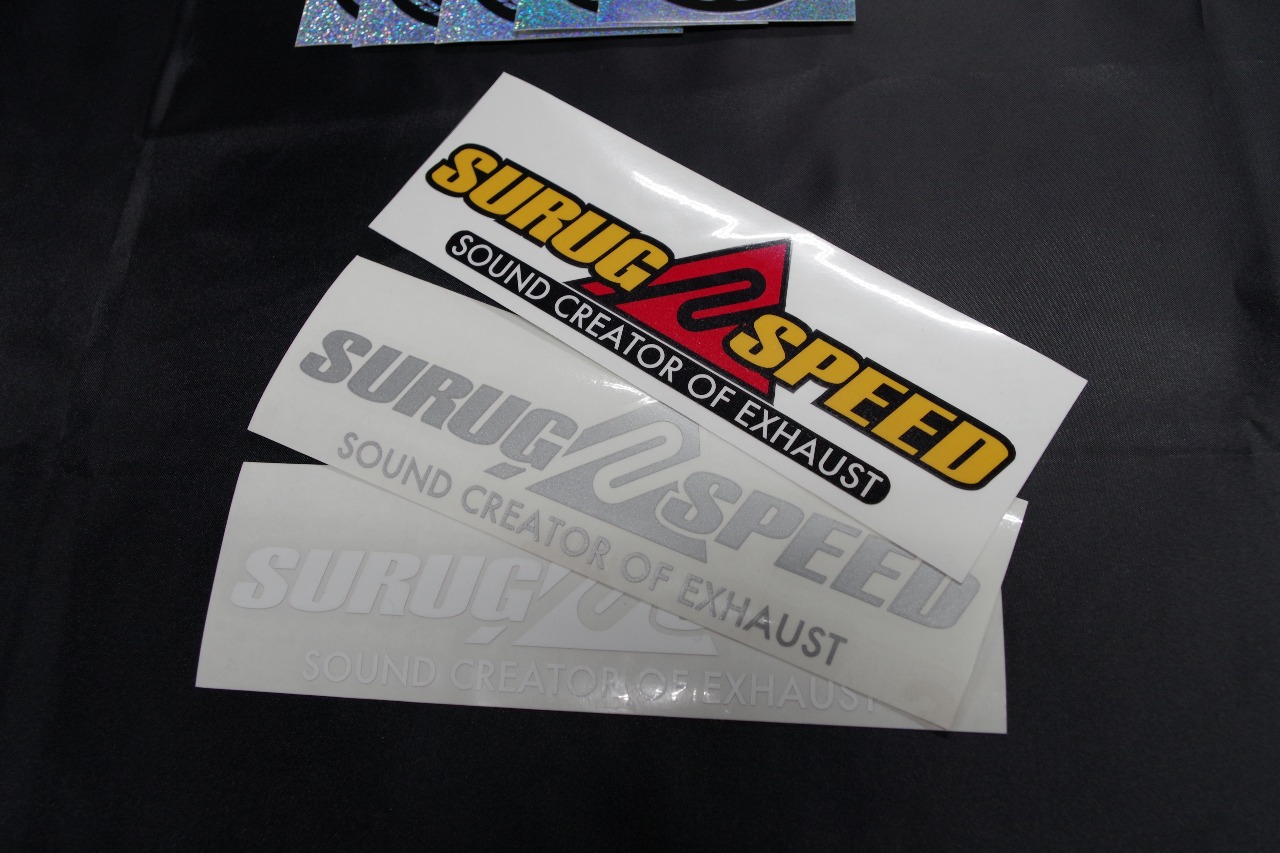 SURUGA SPEED
SOUND CREATOR OF EXHAUST
SURUGA SPEED
SOUND CREATOR OF EXHAUST
SURUGA
SOUND CREATOR OF EXHAUST